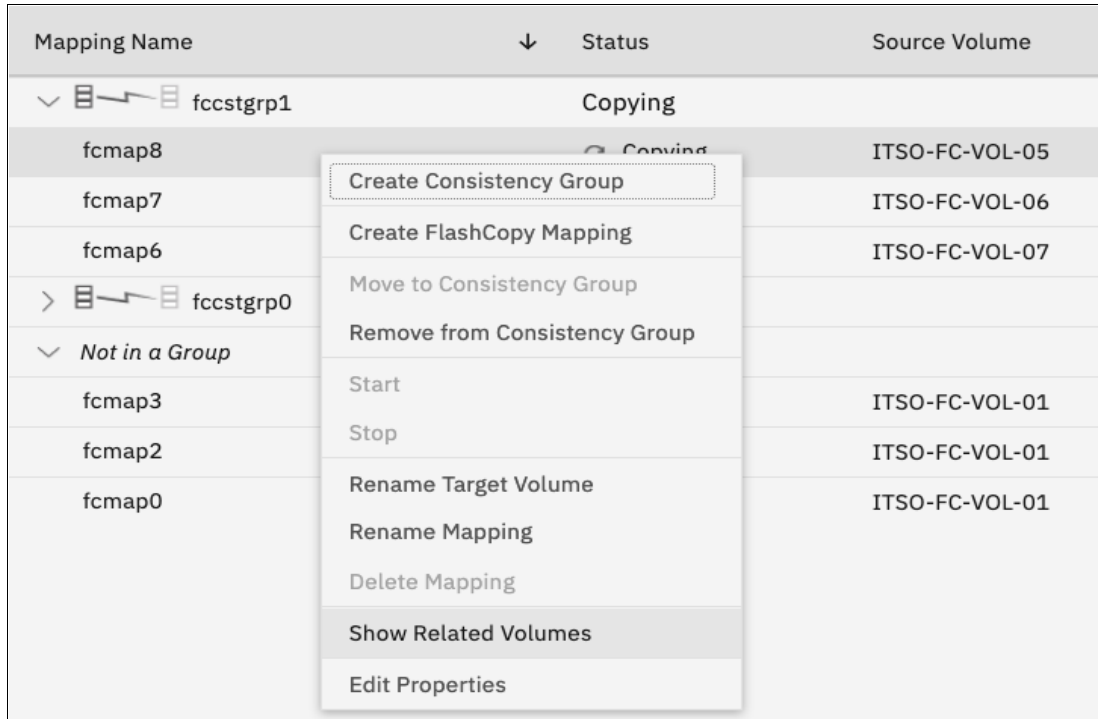 Mapping Name Status Source Volume
fccstgrp1 Copying
fcmap8 Copying ITSO-FC-VOL-05
Create Consistency Group
fcmap7 ITSO-FC-VOL-06
Create FlashCopy Mapping
fcmap6 ITSO-FC-VOL-07
Move to Consistency Group
fccstgrp0
Remove from Consistency Group
Not in a Group
Start
fcmap3 ITSO-FC-VOL-01
Stop
fcmap2 ITSO-FC-VOL-01
Rename Target Volume
fcmap0 ITSO-FC-VOL-01
Rename Mapping
Delete Mapping
Show Related Volumes
Edit Properties